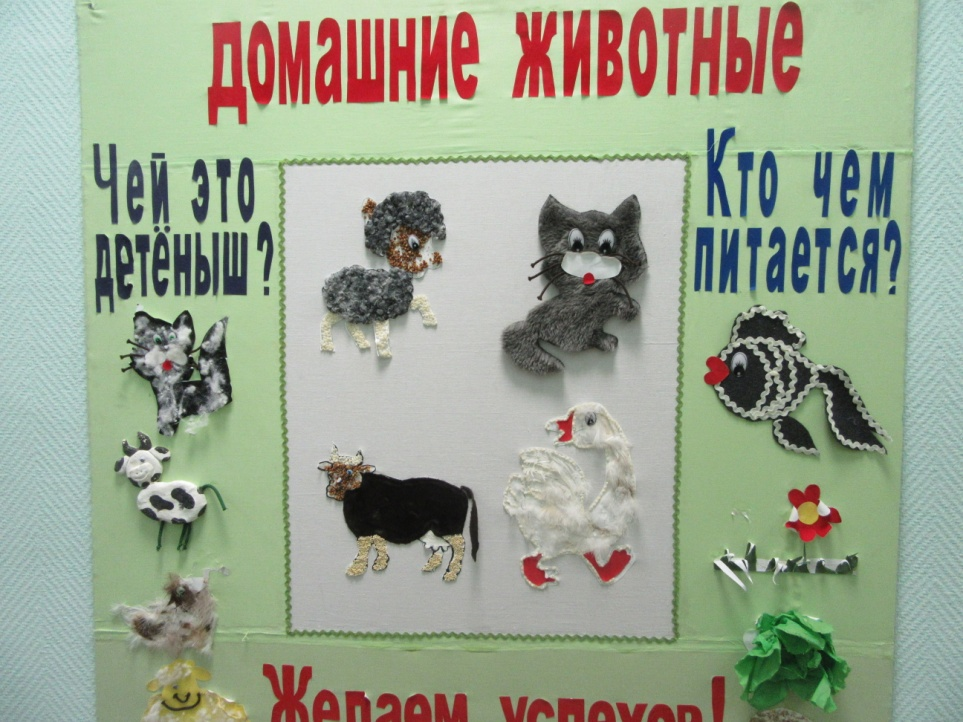 домашние животные
Чей это
детёныш?
Кто чем
питается?
Желаем успехов!